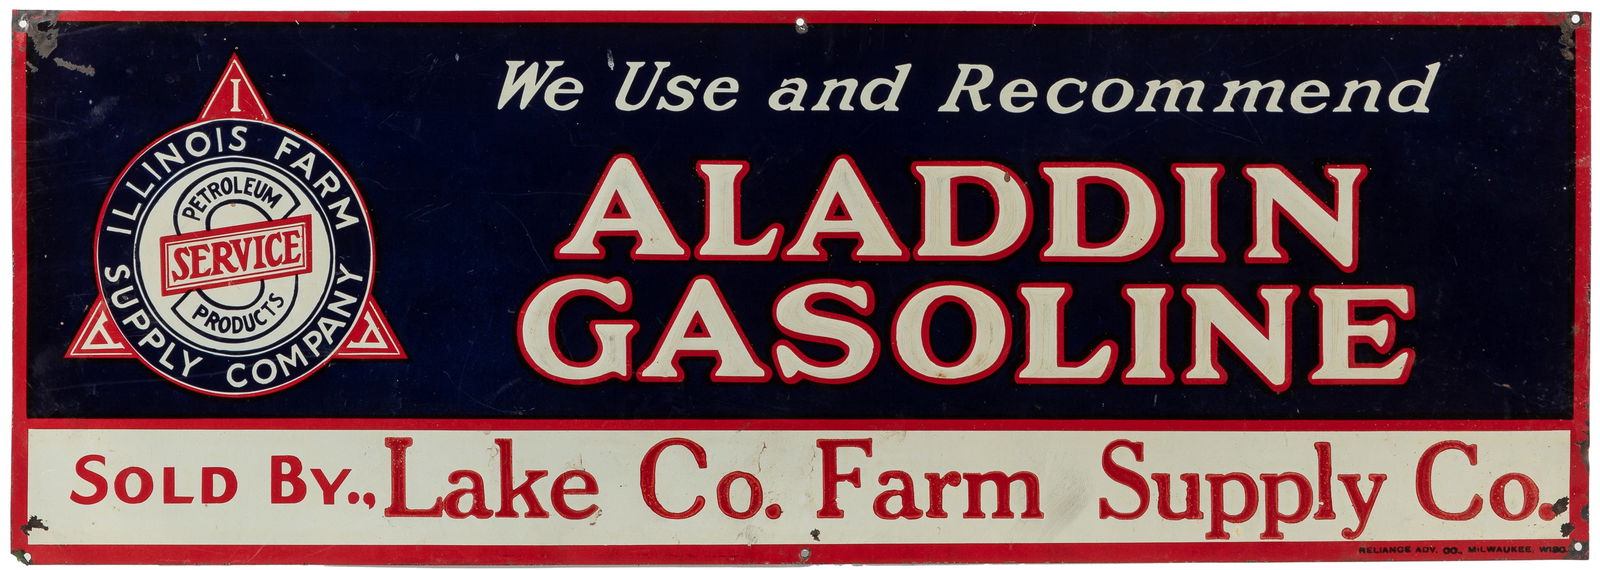 I
ILLINOIS FARM
SUPPLY COMPANY
PETROLEUM
SERVICE
PRODUCTS
A
A
We Use and Recommend
ALADDIN
GASOLINE
SOLD BY., Lake Co. Farm Supply Co.
RELIANCE ADV. CO., MILWAUKEE, WISC.